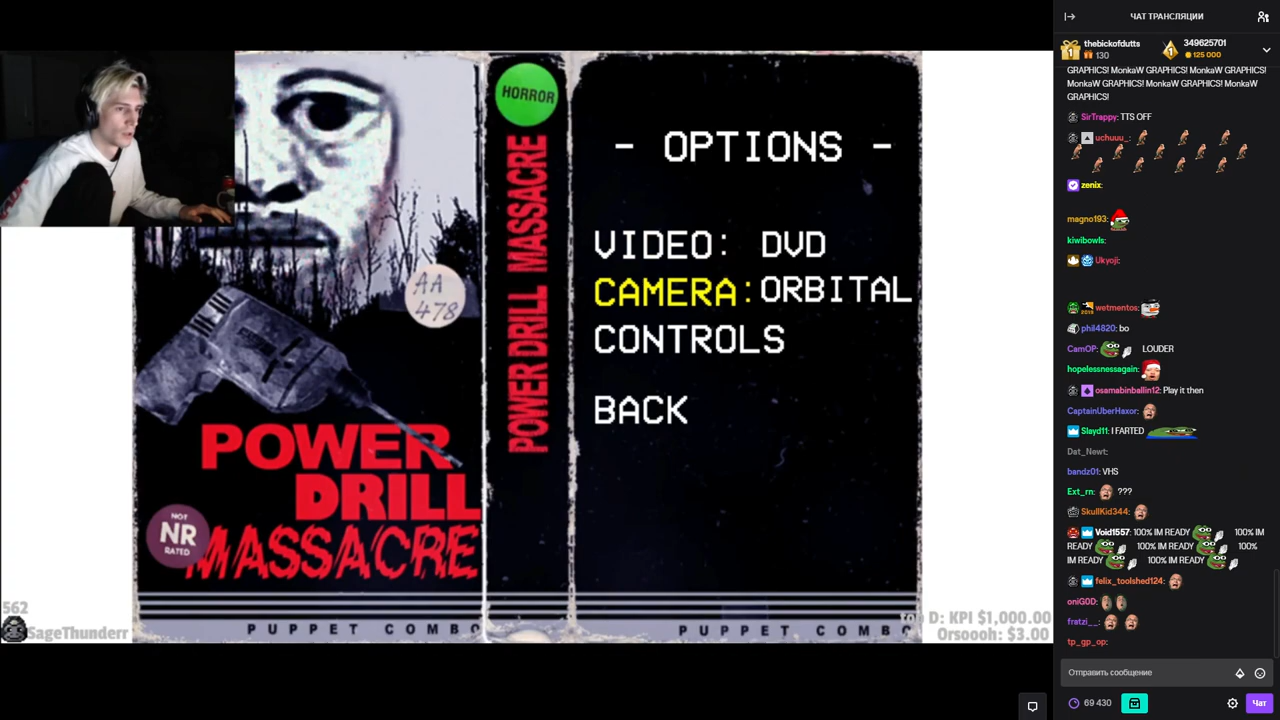 HORROR
- OPTIONS -
VIDEO: DVD
CAMERA: ORBITAL
CONTROLS
BACK
POWER DRILL MASSACRE
AA
478
POWER
DRILL
MASSACRE
NOT
NR
RATED
PUPPET COMBO
PUPPET COMBO
562
SageThunderr
top D: KPI $1,000.00
Orsoooh: $3.00
ЧАТ ТРАНСЛЯЦИИ
1 thebickofdutts
130
1 349625701
125 000
GRAPHICS! MonkaW GRAPHICS! MonkaW GRAPHICS!
MonkaW GRAPHICS! MonkaW GRAPHICS! MonkaW
GRAPHICS!
SirTrappy: TTS OFF
uchuuu_:
zenix:
magno193:
kiwibowls:
Ukyoji:
wetmentos:
phil4820: bo
CamOP: LOUDER
hopelessnessagain:
osamabinballin12: Play it then
CaptainUberHaxor:
Slayd11: I FARTED
Dat_Newt:
bandz01: VHS
Ext_rn: ???
SkullKid344:
Void1557: 100% IM READY 100% IM
READY 100% IM READY 100%
IM READY 100% IM READY
felix_toolshed124:
oniG0D:
fratzi__:
tp_gp_op:
Отправить сообщение
69 430
Чат